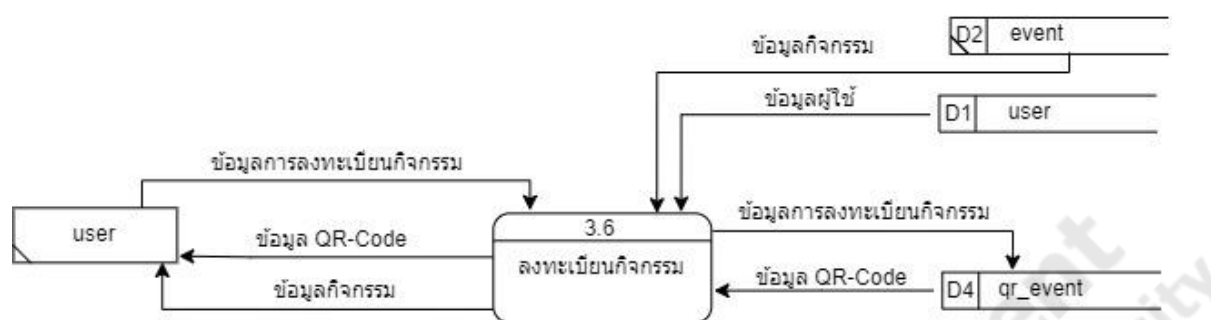 ข้อมูลกิจกรรม
D2 event
ข้อมูลผู้ใช้
D1 user
ข้อมูลการลงทะเบียนกิจกรรม
user
ข้อมูล QR-Code
ข้อมูลกิจกรรม
3.6
ลงทะเบียนกิจกรรม
ข้อมูลการลงทะเบียนกิจกรรม
ข้อมูล QR-Code
D4 qr_event